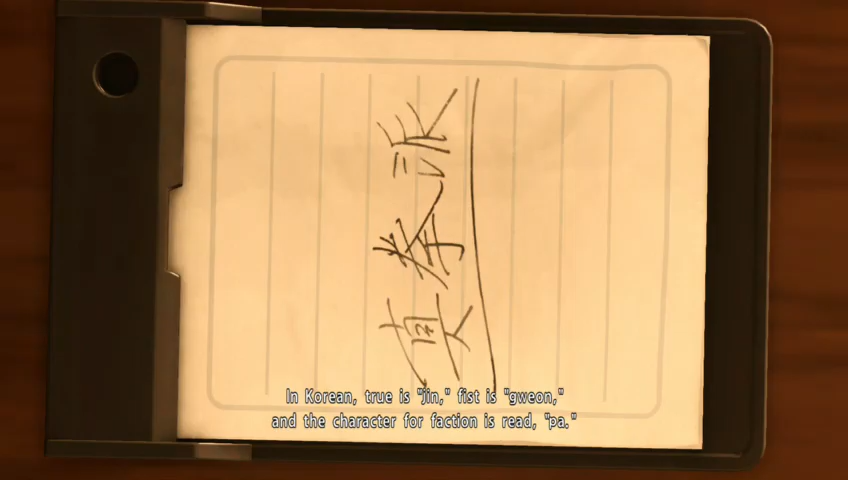 真拳派
In Korean, true is "jin," fist is "gweon,"
and the character for faction is read, "pa."